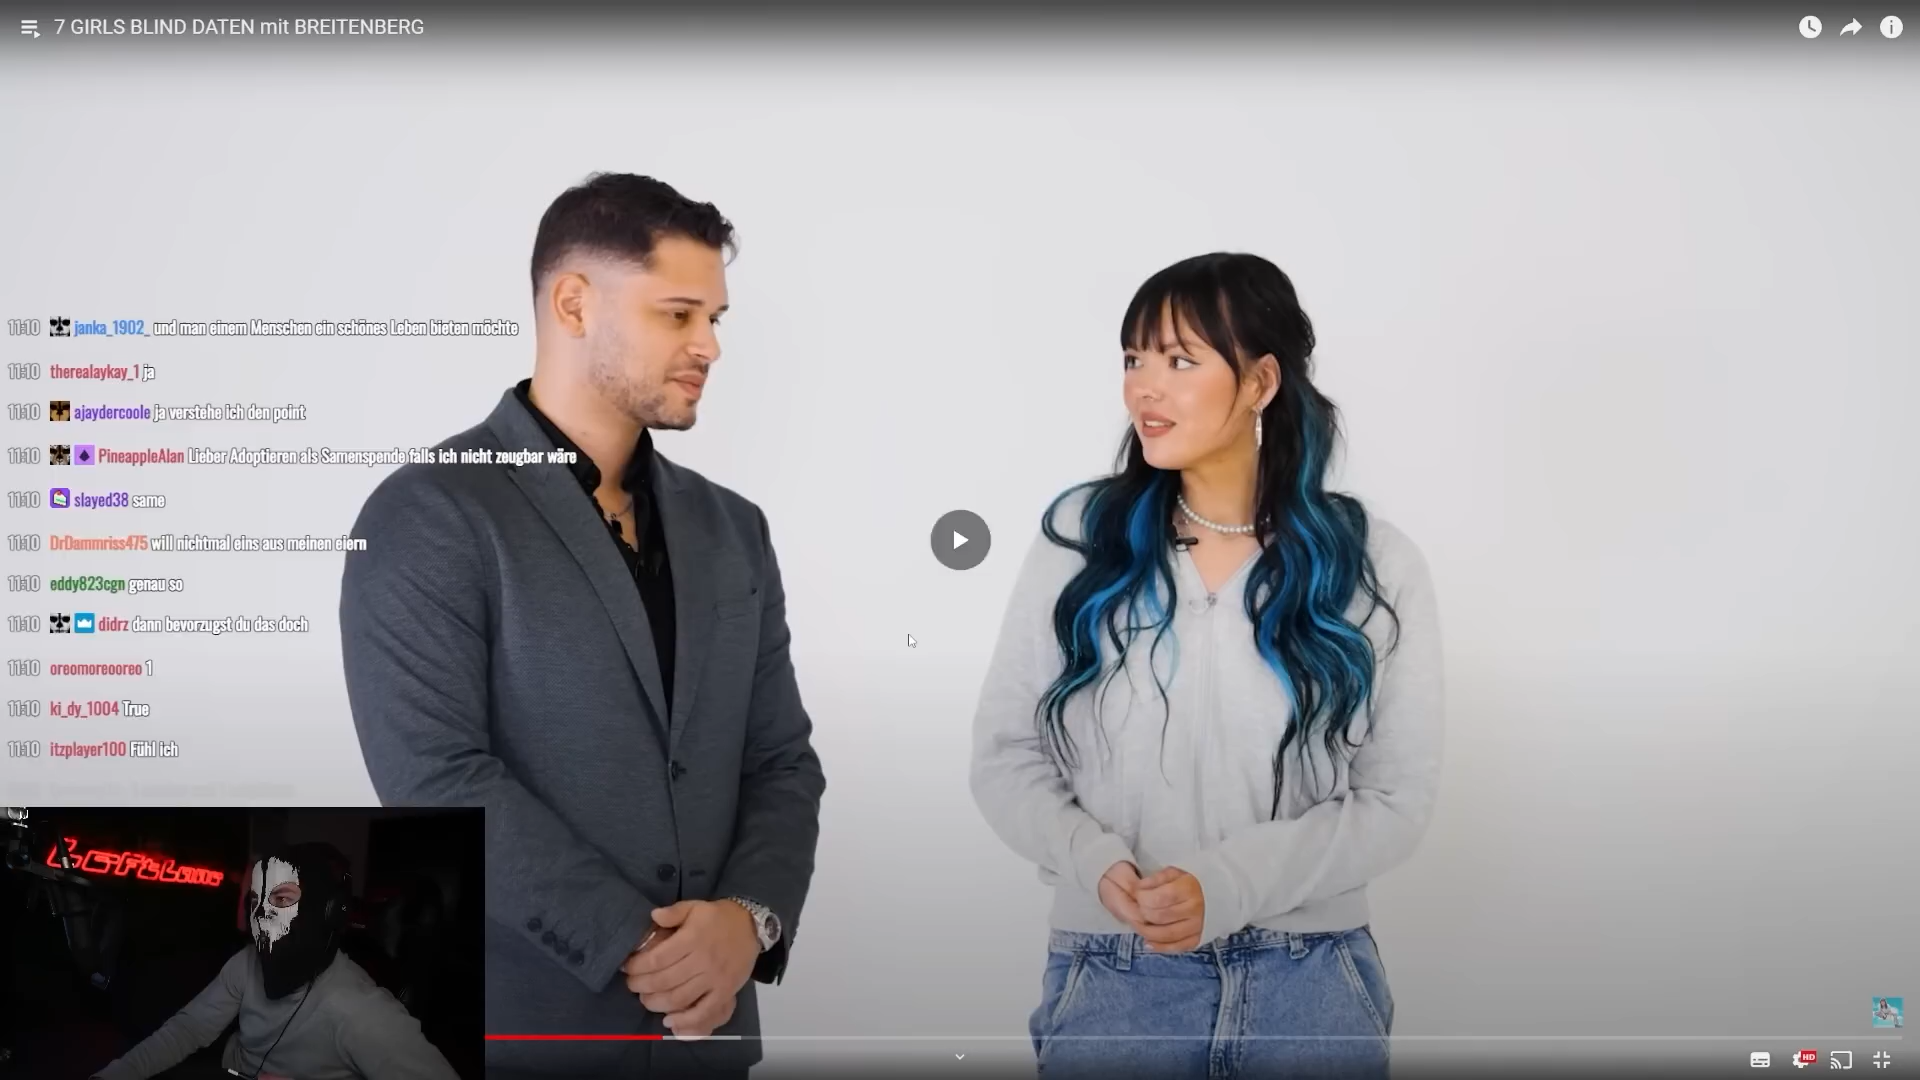 7 GIRLS BLIND DATEN mit BREITENBERG
11:10 janka_1902_ und man einem Menschen ein schönes Leben bieten möchte
11:10 therealaykay_1 ja
11:10 ajaydercoole ja verstehe ich den point
11:10 PineappleAlan Lieber Adoptieren als Samenspende falls ich nicht zeugbar wäre
11:10 slayed38 same
11:10 DrDammriss475 will nichtmal eins aus meinen eiern
11:10 eddy823cgn genau so
11:10 didrz dann bevorzugst du das doch
11:10 oreomoreooreo 1
11:10 ki_dy_1004 True
11:10 itzplayer100 Fühl ich
HD